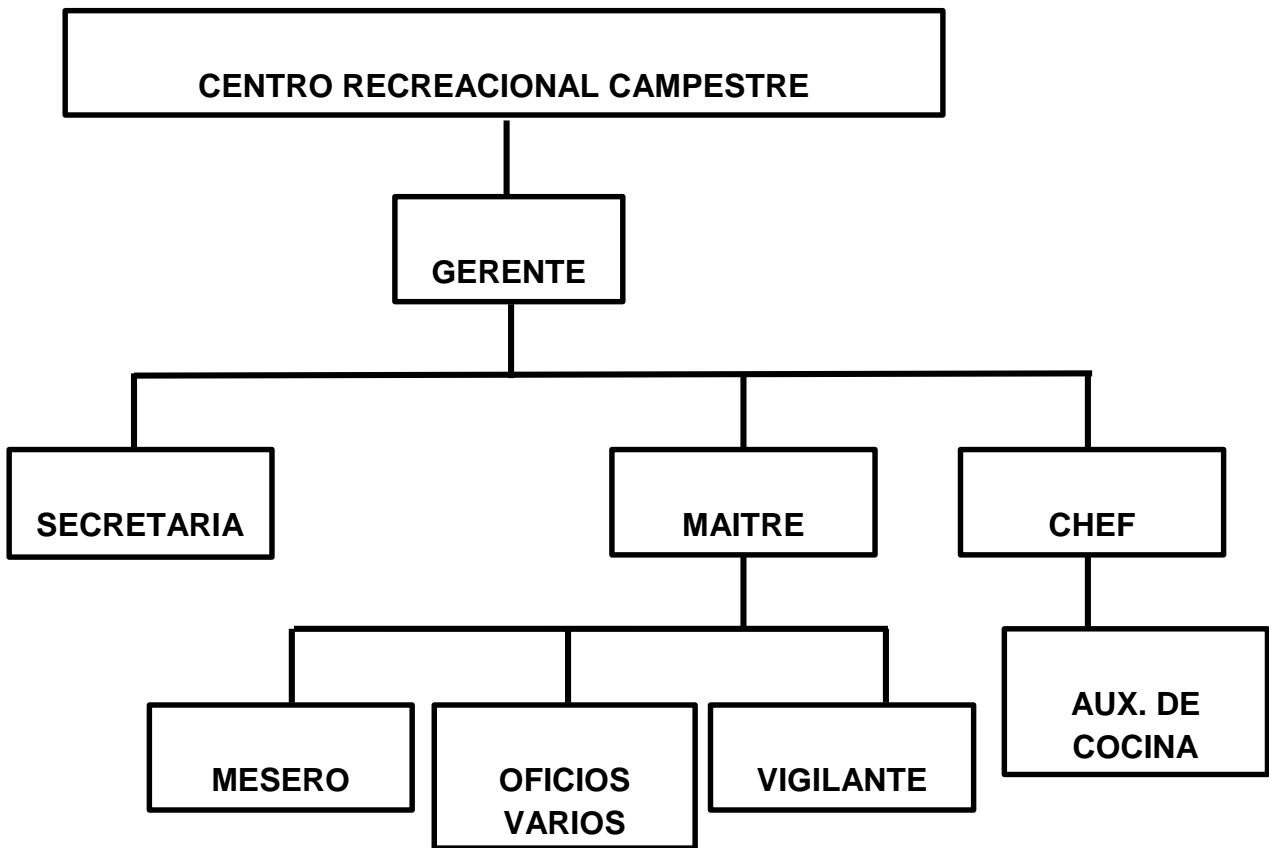 CENTRO RECREACIONAL CAMPESTRE
GERENTE
SECRETARIA
MAITRE
CHEF
MESERO
OFICIOS
VARIOS
VIGILANTE
AUX. DE
COCINA